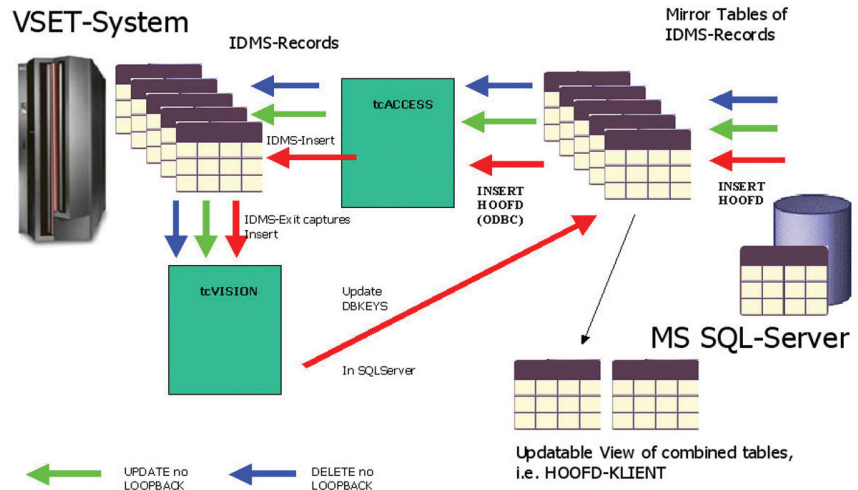 VSET-System
IDMS-Records
Mirror Tables of
IDMS-Records
tcACCESS
IDMS-Insert
INSERT
HOOFD
(ODBC)
INSERT
HOOFD
IDMS-Exit captures
Insert
tcVISION
Update
DBKEYS
In SQLServer
MS SQL-Server
Updatable View of combined tables,
i.e. HOOFD-KLIENT
UPDATE no
LOOPBACK
DELETE no
LOOPBACK